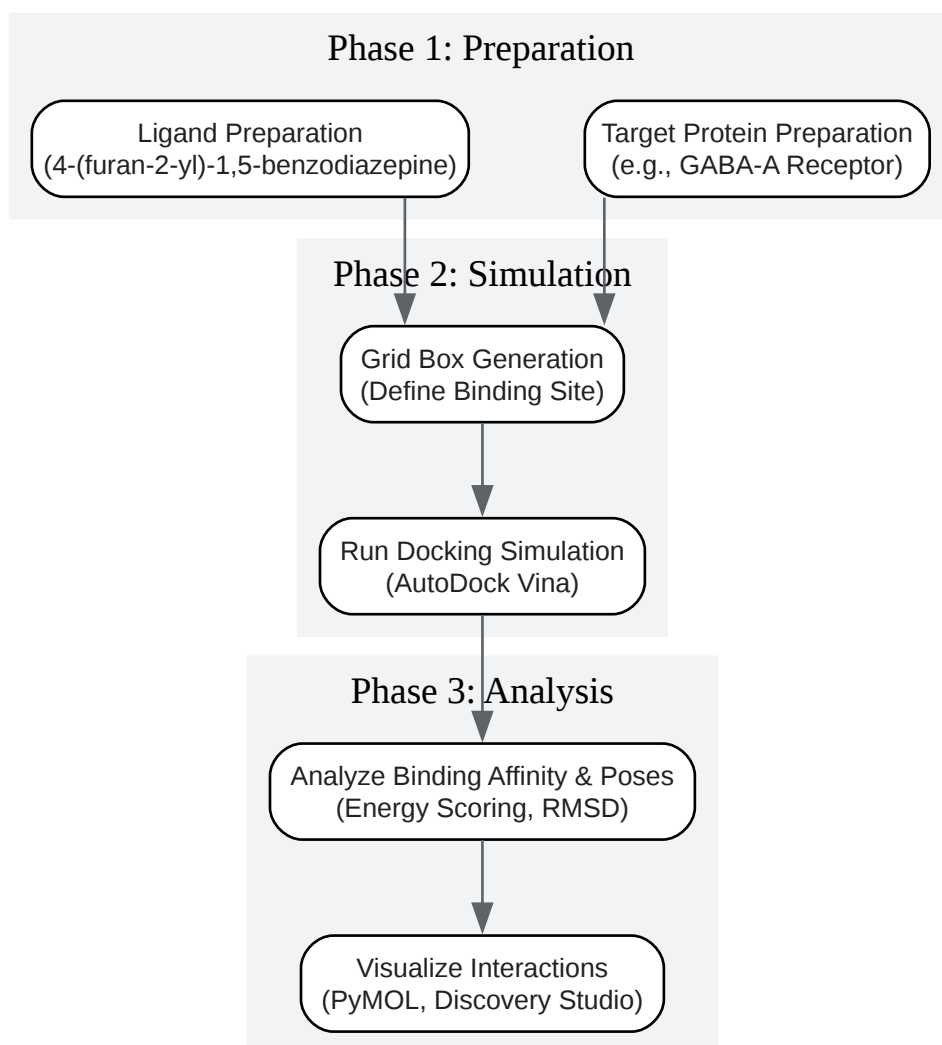 Phase 1: Preparation
Ligand Preparation
(4-(furan-2-yl)-1,5-benzodiazepine)
Target Protein Preparation
(e.g., GABA-A Receptor)
Phase 2: Simulation
Grid Box Generation
(Define Binding Site)
Run Docking Simulation
(AutoDock Vina)
Phase 3: Analysis
Analyze Binding Affinity & Poses
(Energy Scoring, RMSD)
Visualize Interactions
(PyMOL, Discovery Studio)